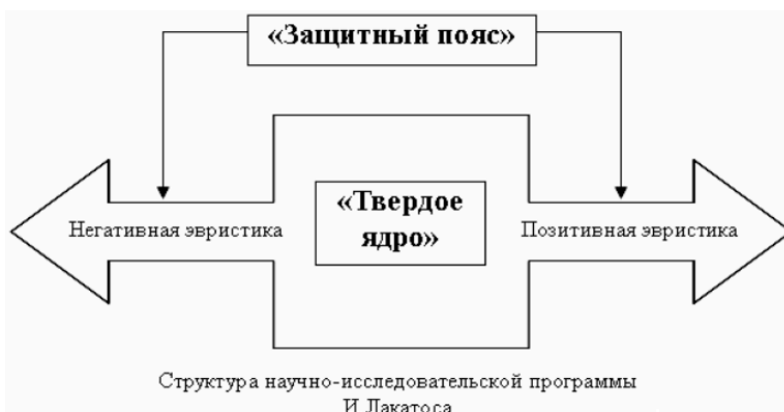 «Защитный пояс»
«Твердое
ядро»
Негативная эвристика
Позитивная эвристика
Структура научно-исследовательской программы
И Лакатоса